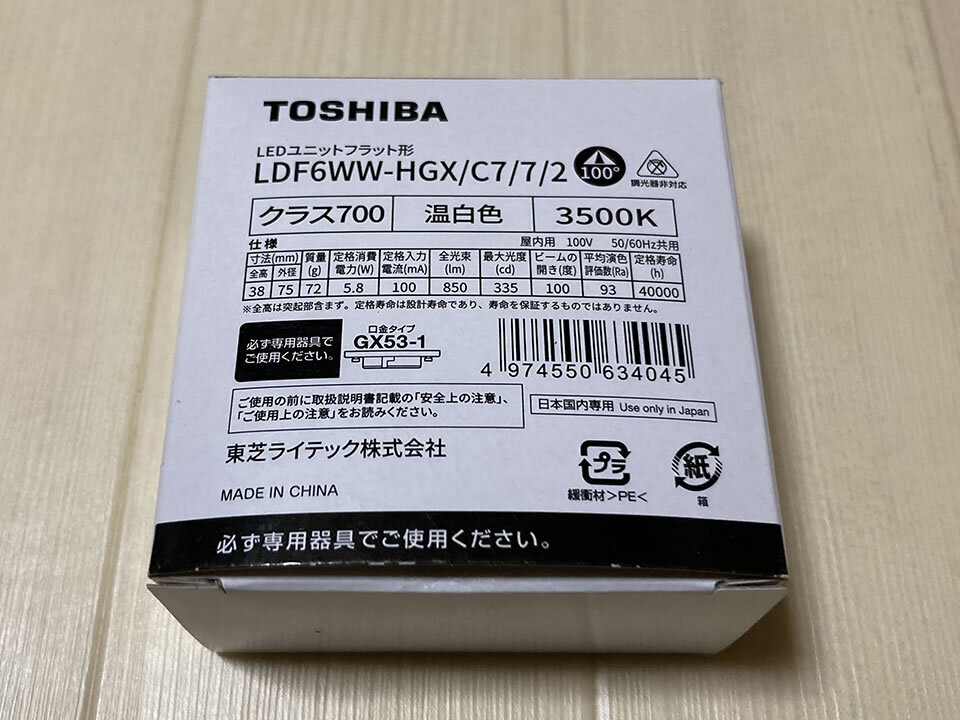 TOSHIBA
LEDユニットフラット形
LDF6WW-HGX/C7/7/2
100°
調光器非対応
クラス700 温白色 3500K
仕様 屋内用 100V 50/60Hz共用
寸法(mm) 質量(g) 定格消費電力(W) 定格入力電流(mA) 全光束(lm) 最大光度(cd) ビームの開き(度) 平均演色評価数(Ra) 定格寿命(h)
全高 外径
38 75 72 5.8 100 850 335 100 93 40000
※全高は突起部含まず。定格寿命は設計寿命であり、寿命を保証するものではありません。
必ず専用器具で
ご使用ください。
口金タイプ
GX53-1
4 974550 634045
ご使用の前に取扱説明書記載の「安全上の注意」、
「ご使用上の注意」をお読みください。
日本国内専用 Use only in Japan
東芝ライテック株式会社
プラ
緩衝材>PE<
紙
箱
MADE IN CHINA
必ず専用器具でご使用ください。